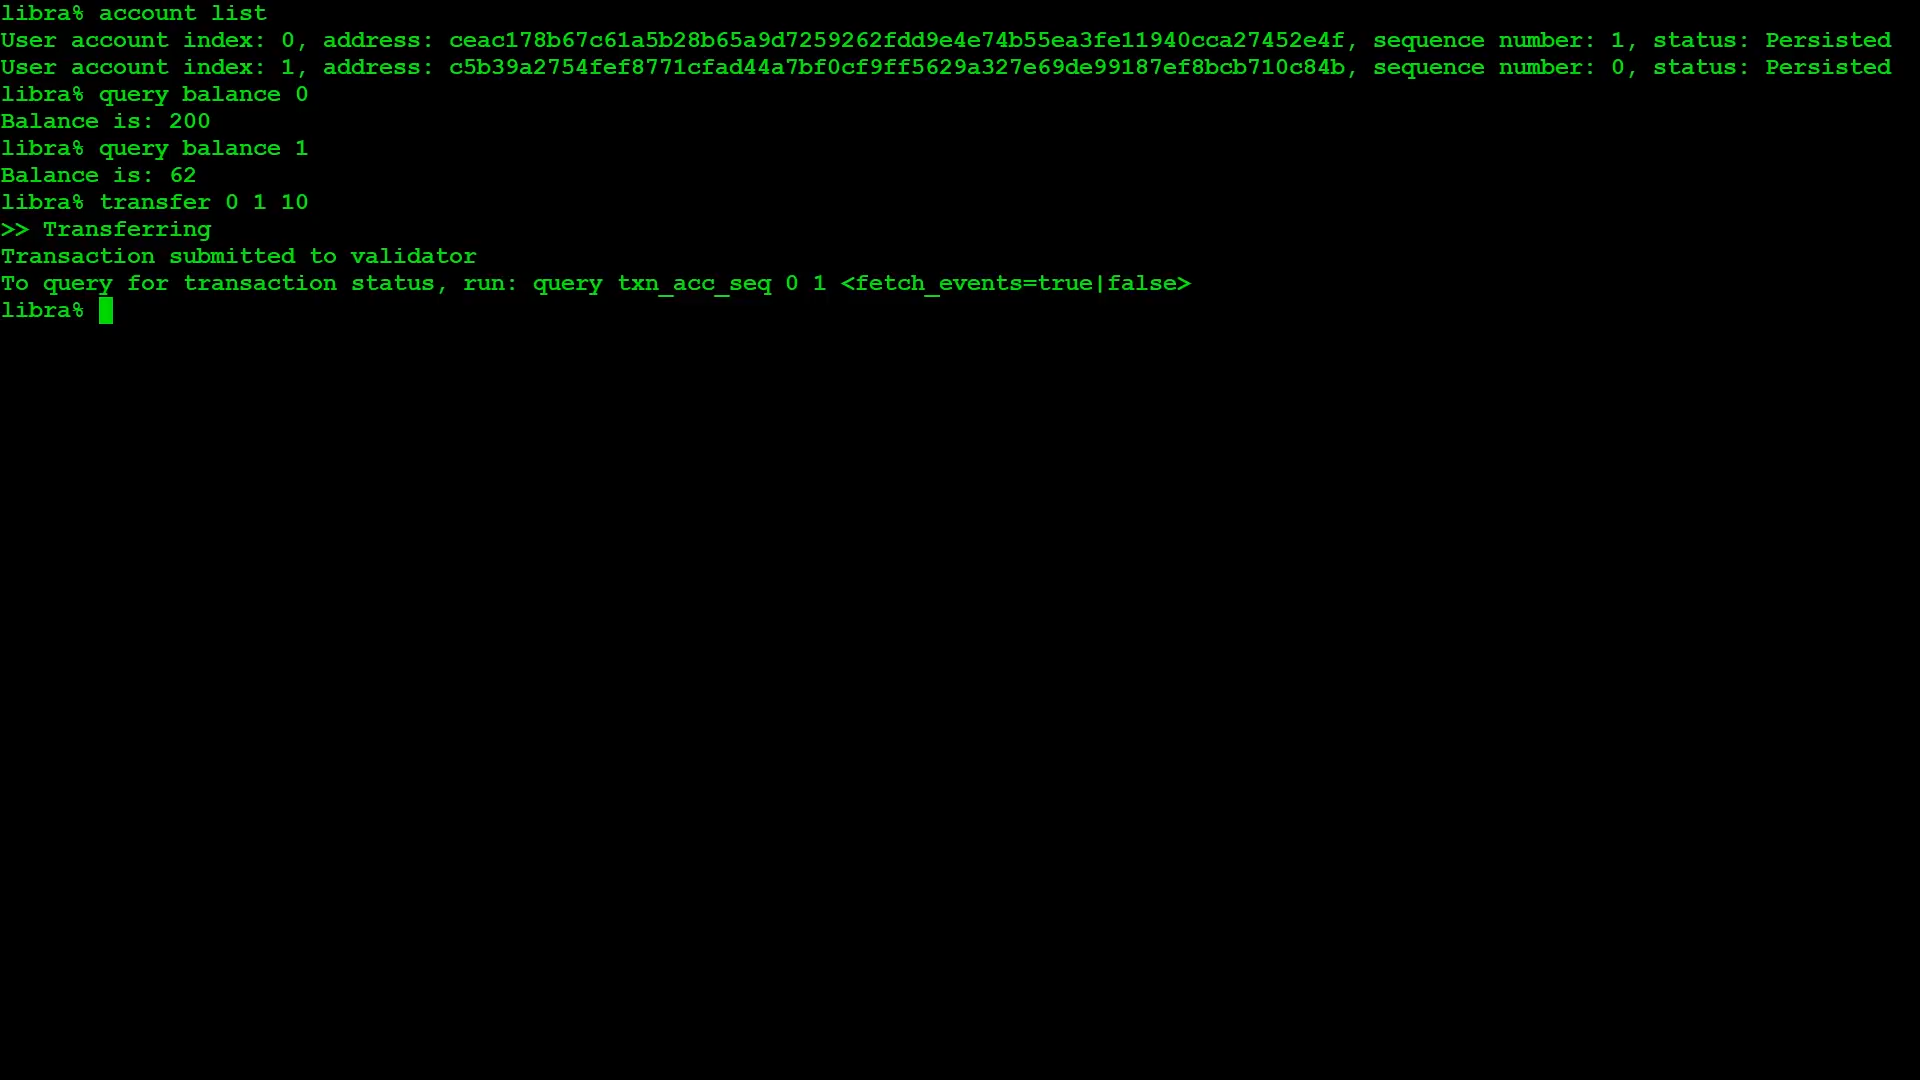 libra% account list
User account index: 0, address: ceac178b67c61a5b28b65a9d7259262fdd9e4e74b55ea3fe11940cca27452e4f, sequence number: 1, status: Persisted
User account index: 1, address: c5b39a2754fef8771cfad44a7bf0cf9ff5629a327e69de99187ef8bcb710c84b, sequence number: 0, status: Persisted
libra% query balance 0
Balance is: 200
libra% query balance 1
Balance is: 62
libra% transfer 0 1 10
>> Transferring
Transaction submitted to validator
To query for transaction status, run: query txn_acc_seq 0 1 <fetch_events=true|false>
libra%